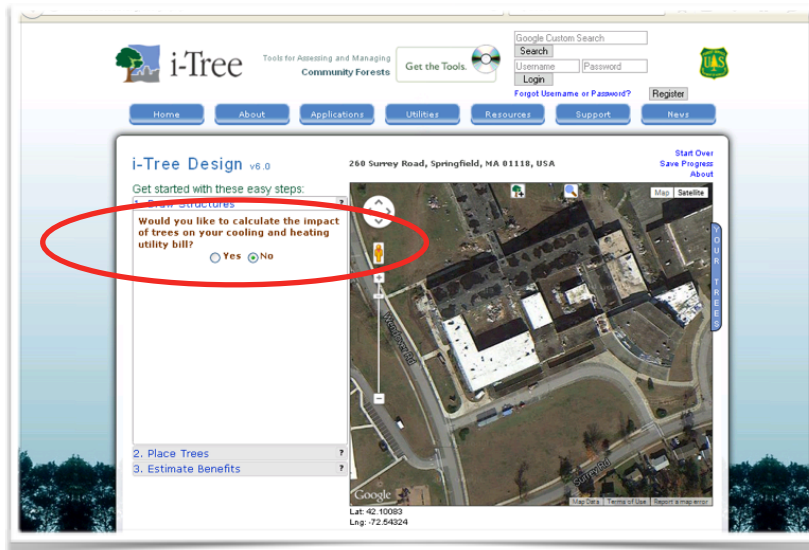 Google Custom Search
Search
i-Tree
Tools for Assessing and Managing
Community Forests
Get the Tools.
Username
Password
Login
Forgot Username or Password?
Register
UAS
Home
About
Applications
Utilities
Resources
Support
News
i-Tree Design v6.0
260 Surrey Road, Springfield, MA 01118, USA
Start Over
Save Progress
About
Get started with these easy steps:
1. Draw Structures
?
Would you like to calculate the impact
of trees on your cooling and heating
utility bill?
Yes
No
2. Place Trees
?
3. Estimate Benefits
?
Map
Satellite
YOUR TREES
Wendover Rd
Surrey Rd
Google
Map Data
Terms of Use
Report a map error
Lat: 42.10083
Lng: -72.54324